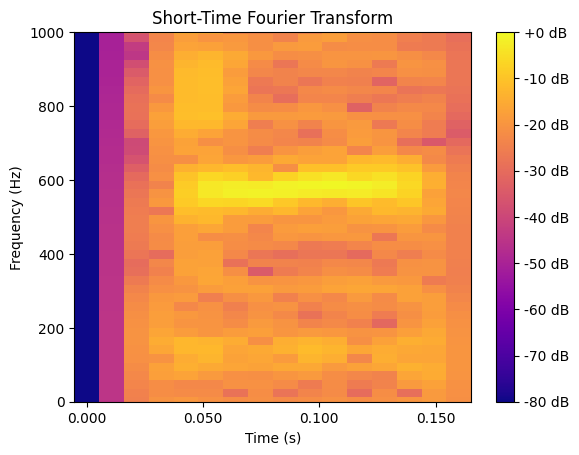 Short-Time Fourier Transform
1000
800
600
400
200
0
Frequency (Hz)
0.000
0.050
0.100
0.150
Time (s)
+0 dB
-10 dB
-20 dB
-30 dB
-40 dB
-50 dB
-60 dB
-70 dB
-80 dB